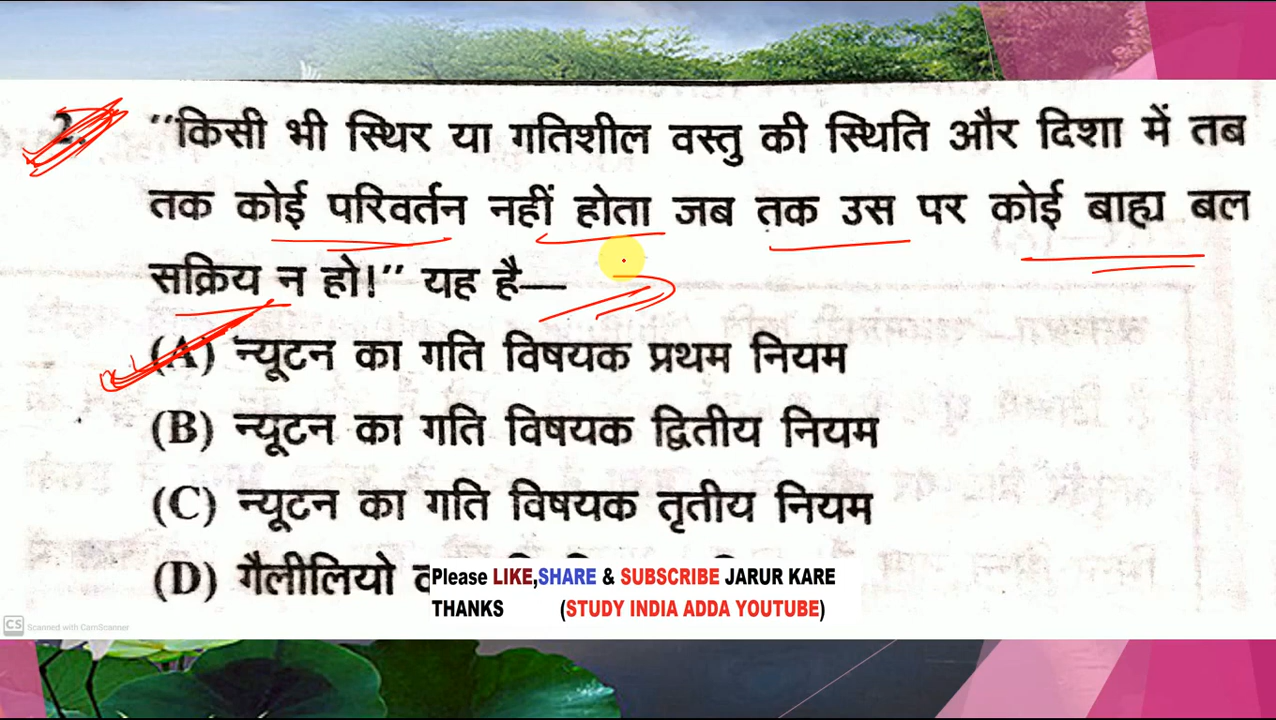 2. "किसी भी स्थिर या गतिशील वस्तु की स्थिति और दिशा में तब
तक कोई परिवर्तन नहीं होता जब तक उस पर कोई बाह्य बल
सक्रिय न हो!" यह है—
(A) न्यूटन का गति विषयक प्रथम नियम
(B) न्यूटन का गति विषयक द्वितीय नियम
(C) न्यूटन का गति विषयक तृतीय नियम
(D) गैलीलियो
Please LIKE,SHARE & SUBSCRIBE JARUR KARE
THANKS (STUDY INDIA ADDA YOUTUBE)
CS Scanned with CamScanner